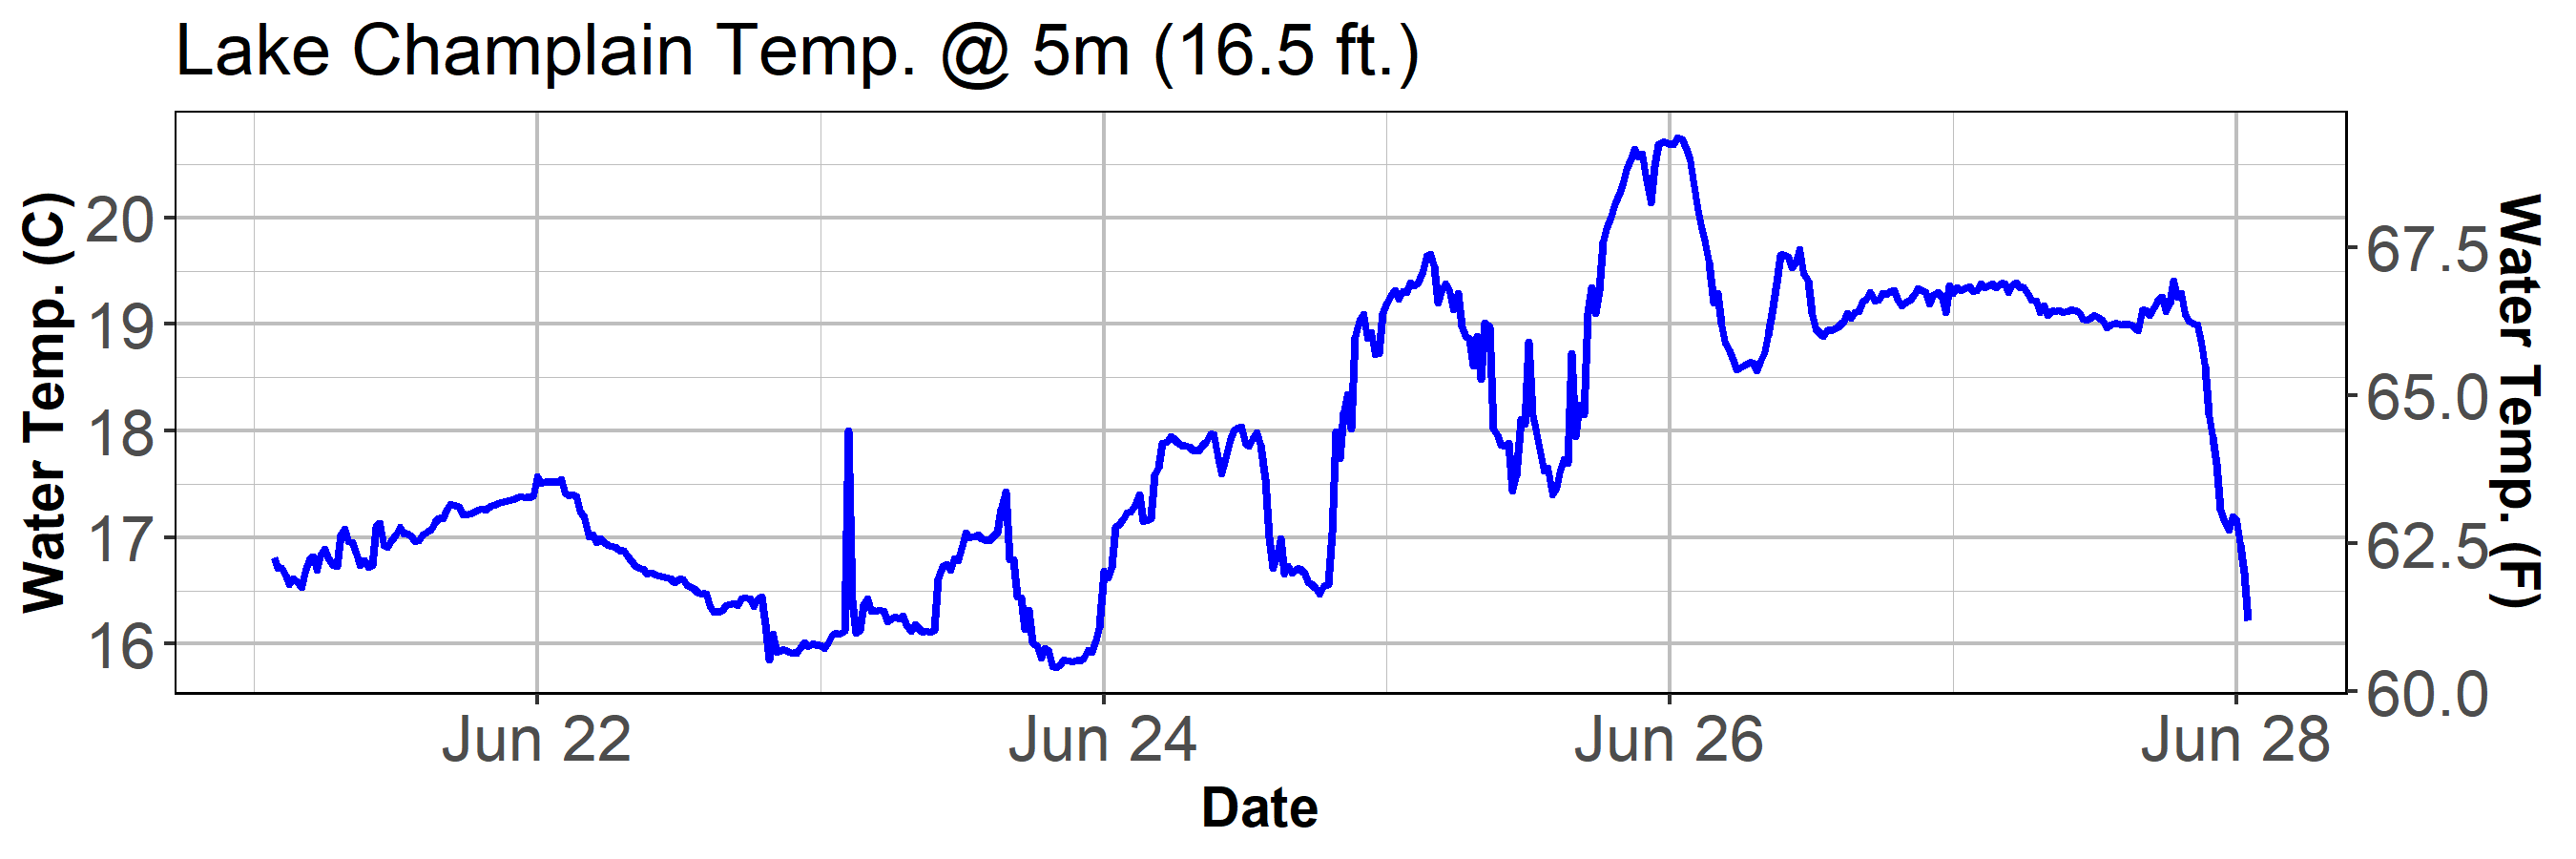 Lake Champlain Temp. @ 5m (16.5 ft.)
Water Temp. (C)
20
19
18
17
16
67.5
65.0
62.5
60.0
Water Temp. (F)
Jun 22 Jun 24 Jun 26 Jun 28
Date